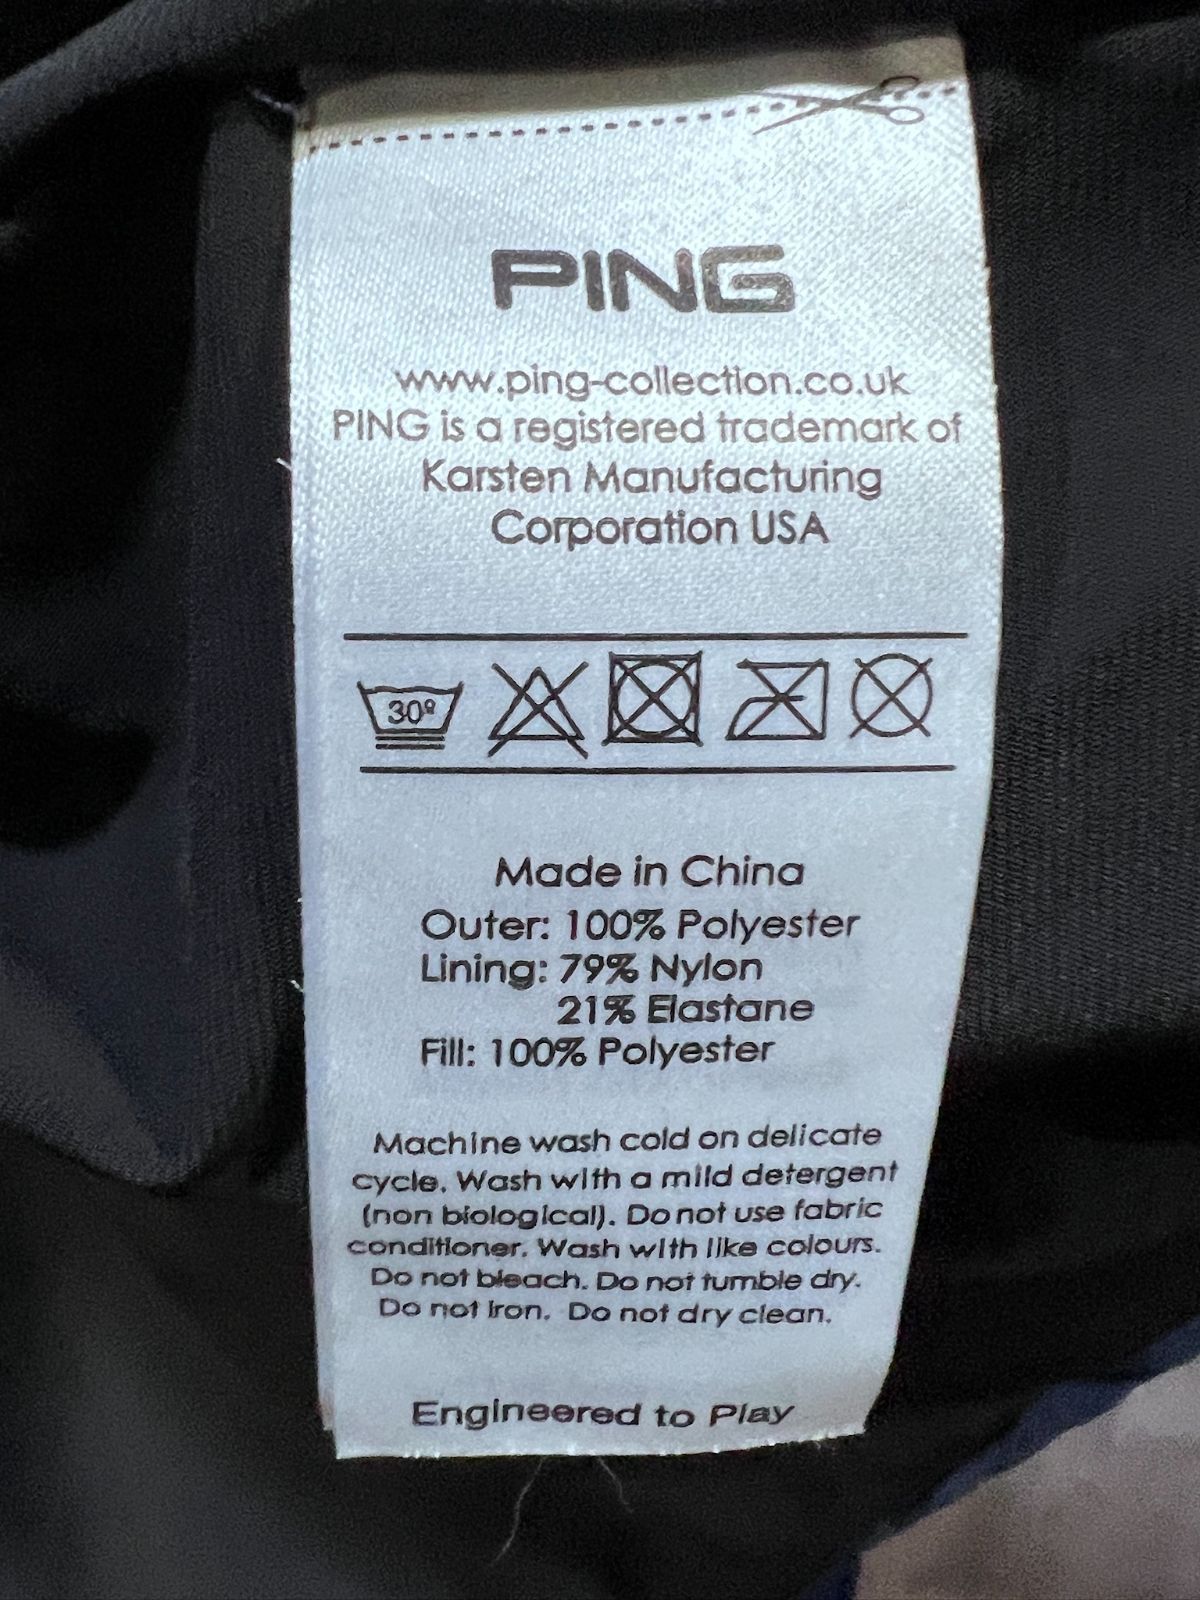 PING
www.ping-collection.co.uk
PING is a registered trademark of
Karsten Manufacturing
Corporation USA
30º
Made in China
Outer: 100% Polyester
Lining: 79% Nylon
21% Elastane
Fill: 100% Polyester
Machine wash cold on delicate
cycle. Wash with a mild detergent
(non biological). Do not use fabric
conditioner. Wash with like colours.
Do not bleach. Do not tumble dry.
Do not iron. Do not dry clean.
Engineered to Play